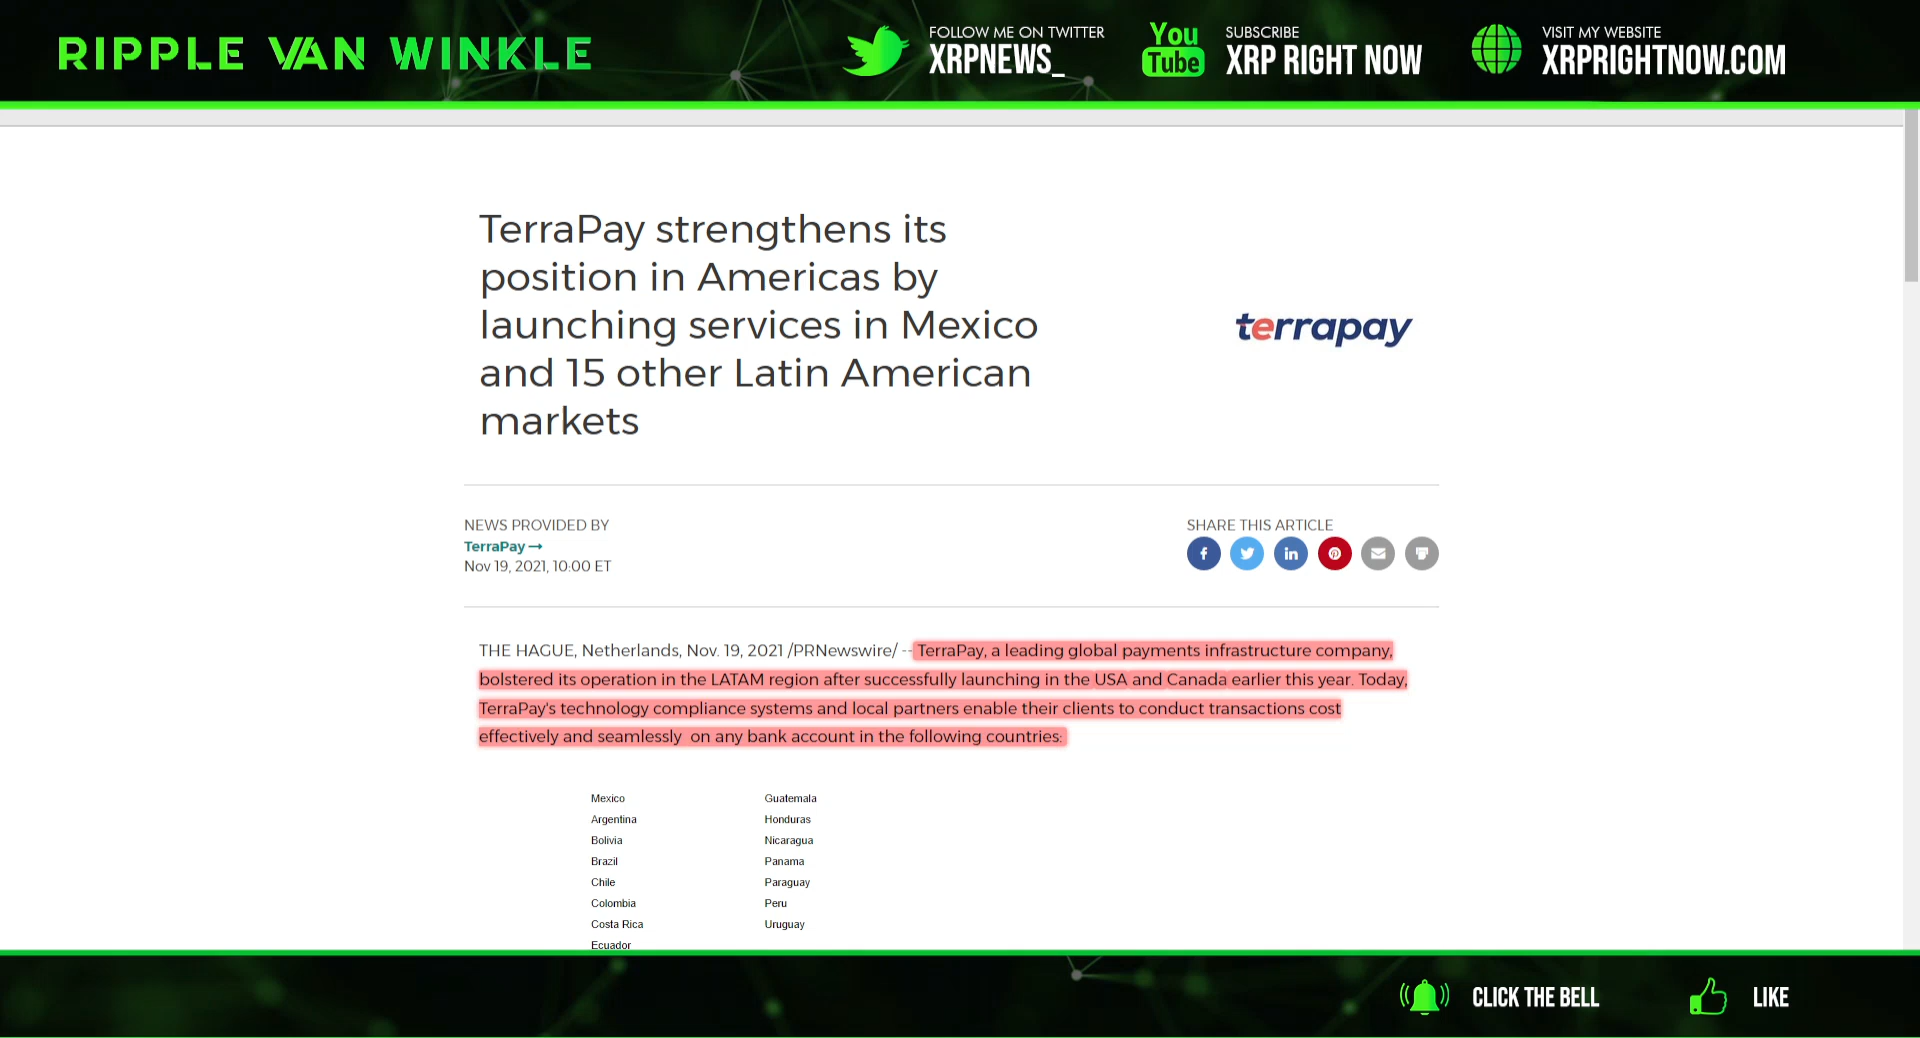 RIPPLE VAN WINKLE
FOLLOW ME ON TWITTER
XRPNEWS_
You
Tube
SUBSCRIBE
XRP RIGHT NOW
VISIT MY WEBSITE
XRPRIGHTNOW.COM
TerraPay strengthens its
position in Americas by
launching services in Mexico
and 15 other Latin American
markets
terrapay
NEWS PROVIDED BY
TerraPay →
Nov 19, 2021, 10:00 ET
SHARE THIS ARTICLE
THE HAGUE, Netherlands, Nov. 19, 2021 /PRNewswire/ -- TerraPay, a leading global payments infrastructure company,
bolstered its operation in the LATAM region after successfully launching in the USA and Canada earlier this year. Today,
TerraPay's technology compliance systems and local partners enable their clients to conduct transactions cost
effectively and seamlessly  on any bank account in the following countries:
Mexico
Argentina
Bolivia
Brazil
Chile
Colombia
Costa Rica
Ecuador
Guatemala
Honduras
Nicaragua
Panama
Paraguay
Peru
Uruguay
CLICK THE BELL
LIKE